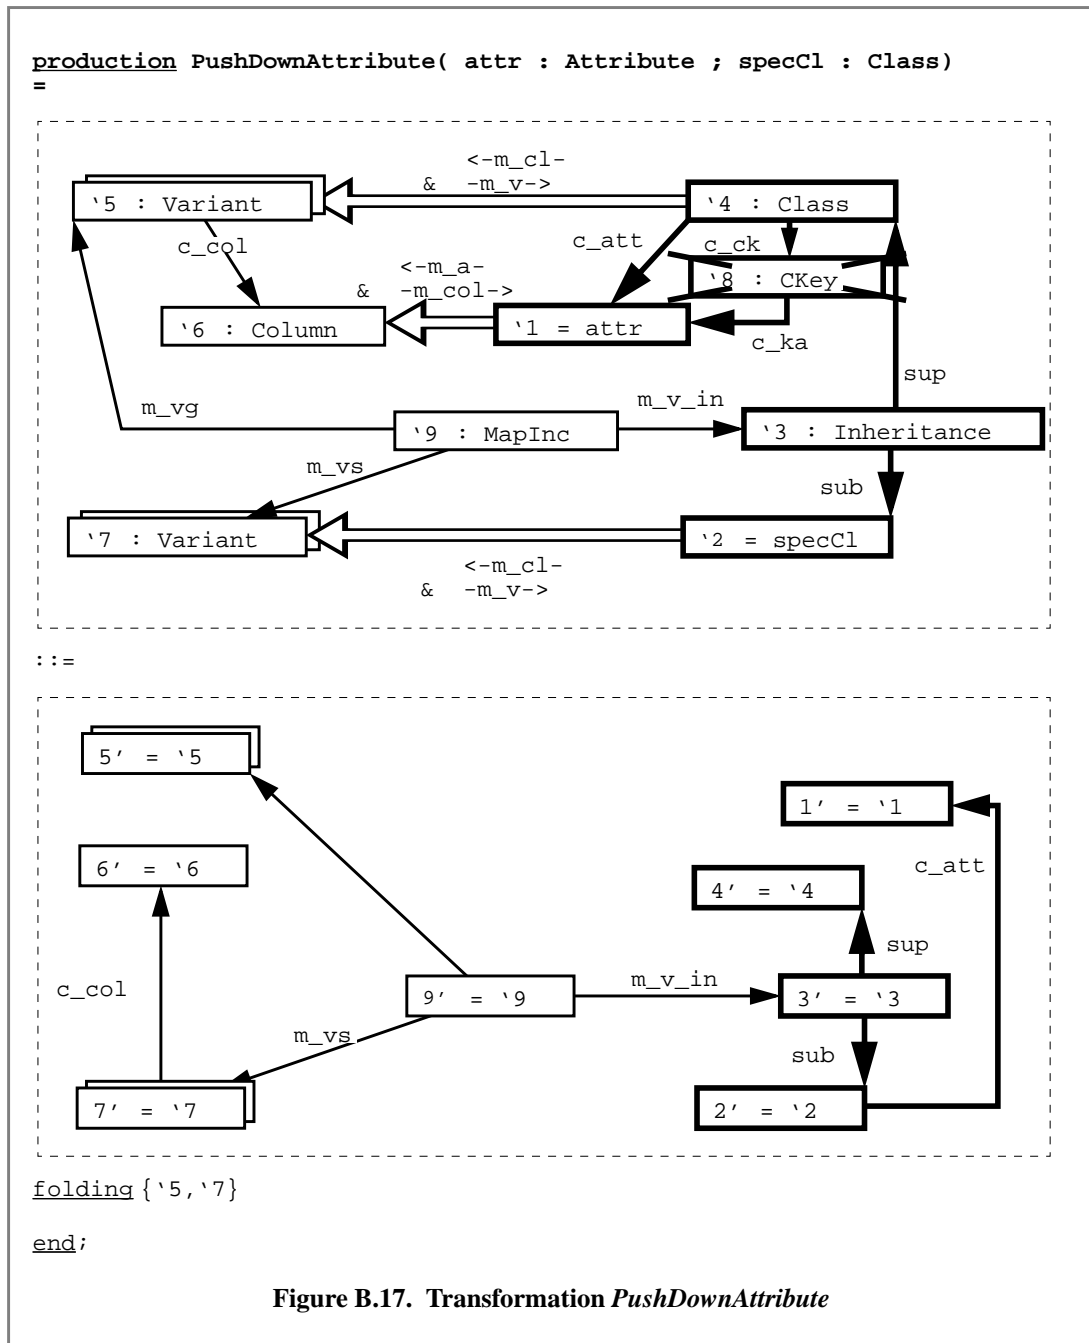 production PushDownAttribute( attr : Attribute ; specCl : Class)
=
<-m_cl-
& -m_v->
‘5 : Variant
‘4 : Class
c_col
c_att
c_ck
<-m_a-
& -m_col->
‘8 : CKey
‘6 : Column
‘1 = attr
c_ka
sup
m_vg
m_v_in
‘9 : MapInc
‘3 : Inheritance
m_vs
sub
‘7 : Variant
‘2 = specCl
<-m_cl-
& -m_v->
::=
5’ = ‘5
1’ = ‘1
6’ = ‘6
c_att
4’ = ‘4
sup
c_col
9’ = ‘9
m_v_in
3’ = ‘3
m_vs
sub
7’ = ‘7
2’ = ‘2
folding {‘5,‘7}
end;
Figure B.17. Transformation PushDownAttribute